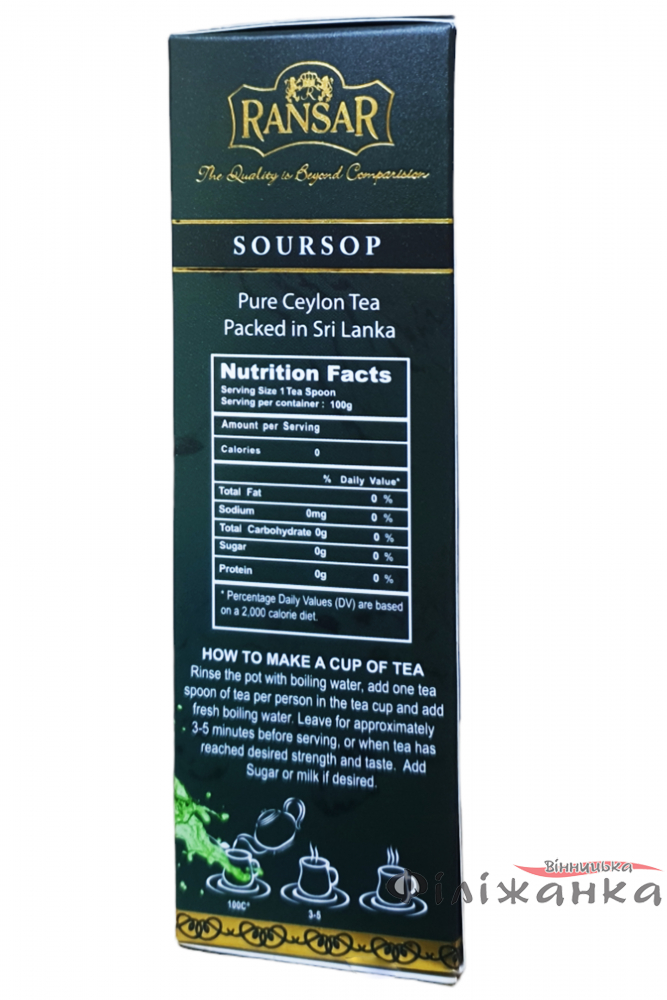 R
RANSAR
The Quality is Beyond Comparision
SOURSOP
Pure Ceylon Tea
Packed in Sri Lanka
Nutrition Facts
Serving Size 1 Tea Spoon
Serving per container : 100g
Amount per Serving
Calories 0
% Daily Value*
Total Fat 0 %
Sodium 0mg 0 %
Total Carbohydrate 0g 0 %
Sugar 0g 0 %
Protein 0g 0 %
* Percentage Daily Values (DV) are based
on a 2,000 calorie diet.
HOW TO MAKE A CUP OF TEA
Rinse the pot with boiling water, add one tea
spoon of tea per person in the tea cup and add
fresh boiling water. Leave for approximately
3-5 minutes before serving, or when tea has
reached desired strength and taste. Add
Sugar or milk if desired.
100C°
3-5
Вінницька
Філіжанка